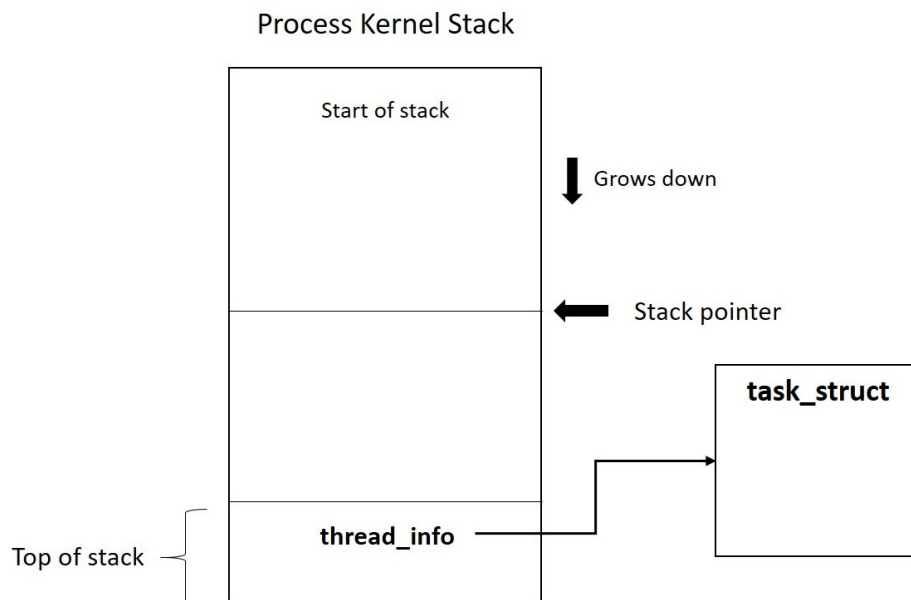 Process Kernel Stack
Start of stack
Grows down
Stack pointer
task_struct
thread_info
Top of stack